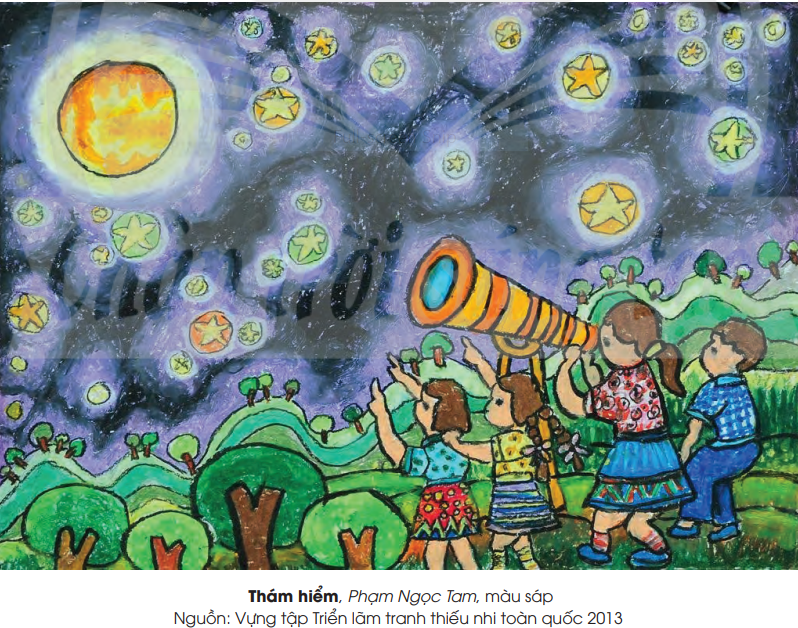 Thám hiểm, Phạm Ngọc Tam, màu sáp
Nguồn: Vựng tập Triển lãm tranh thiếu nhi toàn quốc 2013